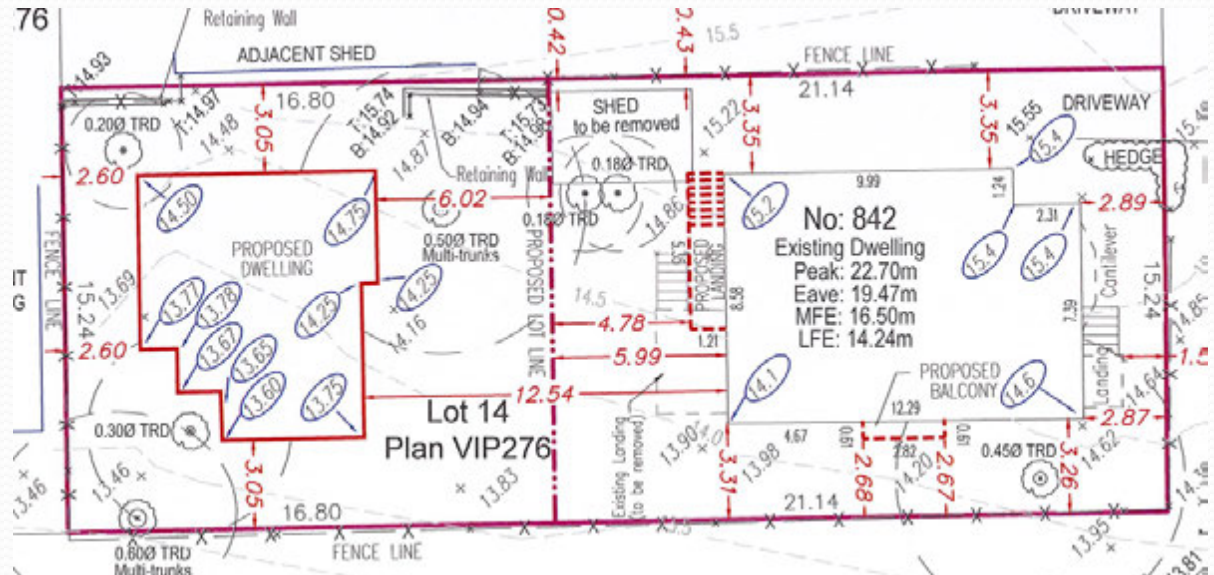 76
Retaining Wall
ADJACENT SHED
T:14.93
0.42
0.43
15.5
FENCE LINE
DRIVEWAY
16.80
21.14
T:14.97
14.48
3.05
T:15.74
B:14.92
B:14.94
T:15.73
SHED
to be removed
15.22
3.35
3.35
15.55
15.4
DRIVEWAY
HEDGE
0.20Ø TRD
14.87
Retaining Wall
0.18Ø TRD
2.60
14.50
14.75
6.02
0.18Ø TRD
14.86
15.2
9.99
1.24
2.31
2.89
0.50Ø TRD
Multi-trunks
PROPOSED
DWELLING
No: 842
Existing Dwelling
Peak: 22.70m
Eave: 19.47m
MFE: 16.50m
LFE: 14.24m
15.4
15.4
FENCE LINE
15.24
13.69
13.77
13.78
14.25
14.25
14.16
PROPOSED LOT LINE
14.5
PROPOSED
LANDING
8.58
7.39
Cantilever
15.24
14.85
2.60
13.67
13.65
13.60
13.75
4.78
1.21
5.99
12.54
14.1
PROPOSED
BALCONY
14.6
Landing
14.64
2.87
0.30Ø TRD
Lot 14
Plan VIP276
Existing Landing
(to be removed)
13.90
13.98
4.67
12.29
0.61
0.61
2.82
14.20
0.45Ø TRD
14.62
3.31
2.68
2.67
3.26
13.46
13.46
3.05
13.83
16.80
21.14
13.95
13.81
0.60Ø TRD
Multi-trunks
FENCE LINE